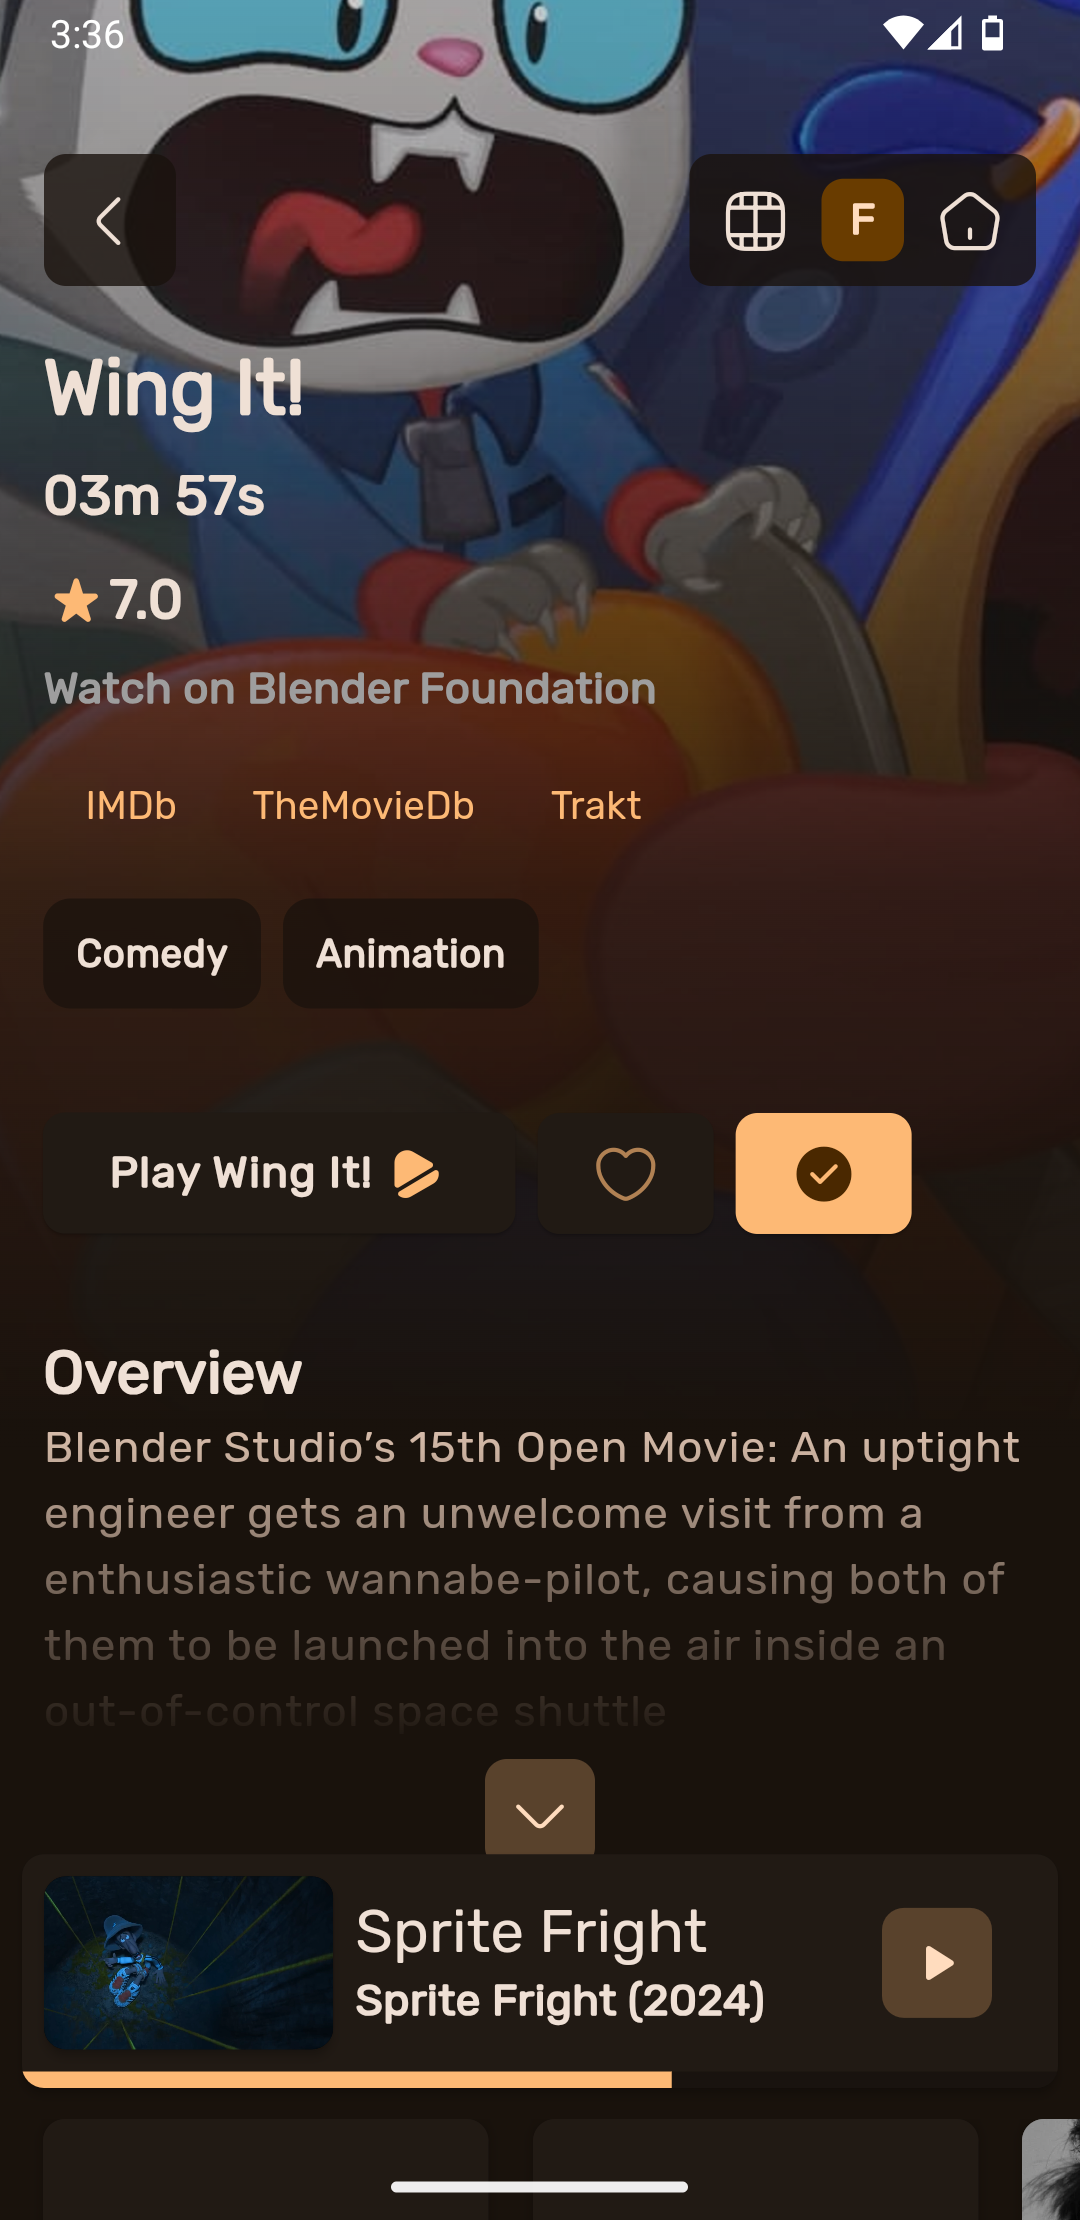 3:36
F
Wing It!
03m 57s
7.0
Watch on Blender Foundation
IMDb TheMovieDb Trakt
Comedy Animation
Play Wing It!
Overview
Blender Studio’s 15th Open Movie: An uptight
engineer gets an unwelcome visit from a
enthusiastic wannabe-pilot, causing both of
them to be launched into the air inside an
out-of-control space shuttle
Sprite Fright
Sprite Fright (2024)